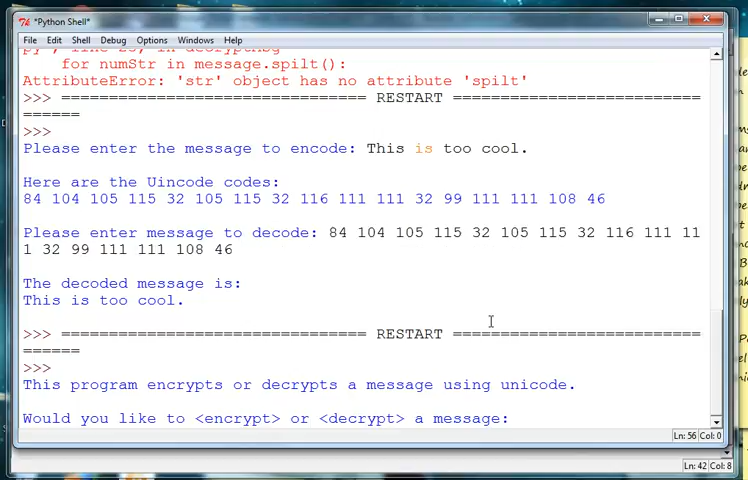 *Python Shell*
File Edit Shell Debug Options Windows Help
for numStr in message.spilt():
AttributeError: 'str' object has no attribute 'spilt'
>>> ================================ RESTART ==========================
======
>>>
Please enter the message to encode: This is too cool.
Here are the Uincode codes:
84 104 105 115 32 105 115 32 116 111 111 32 99 111 111 108 46
Please enter message to decode: 84 104 105 115 32 105 115 32 116 111 11
1 32 99 111 111 108 46
The decoded message is:
This is too cool.
>>> ================================ RESTART ==========================
======
>>>
This program encrypts or decrypts a message using unicode.
Would you like to <encrypt> or <decrypt> a message:
Ln: 56 Col: 0
Ln: 42 Col: 8